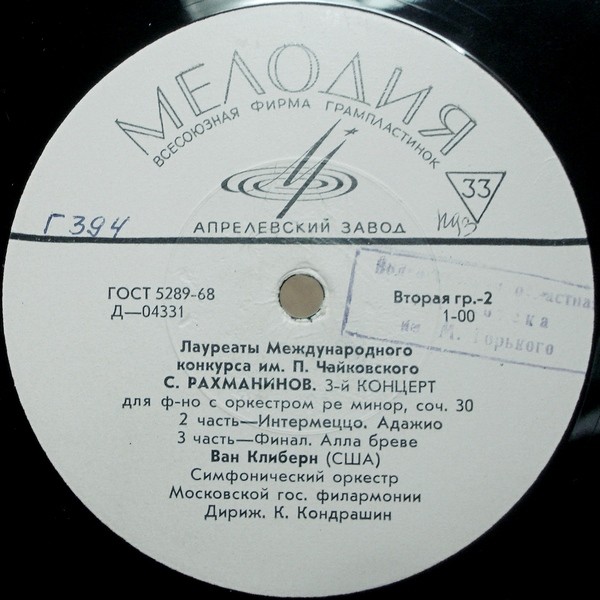 МЕЛОДИЯ
ВСЕСОЮЗНАЯ ФИРМА ГРАМПЛАСТИНОК
33
Г 394
АПРЕЛЕВСКИЙ ЗАВОД
ГОСТ 5289-68
Д—04331
Вторая гр.-2
1-00
им. М. Горького
Лауреаты Международного
конкурса им. П. Чайковского
С. РАХМАНИНОВ. 3-й КОНЦЕРТ
для ф-но с оркестром ре минор, соч. 30
2 часть—Интермеццо. Адажио
3 часть—Финал. Алла бреве
Ван Клиберн (США)
Симфонический оркестр
Московской гос. филармонии
Дириж. К. Кондрашин